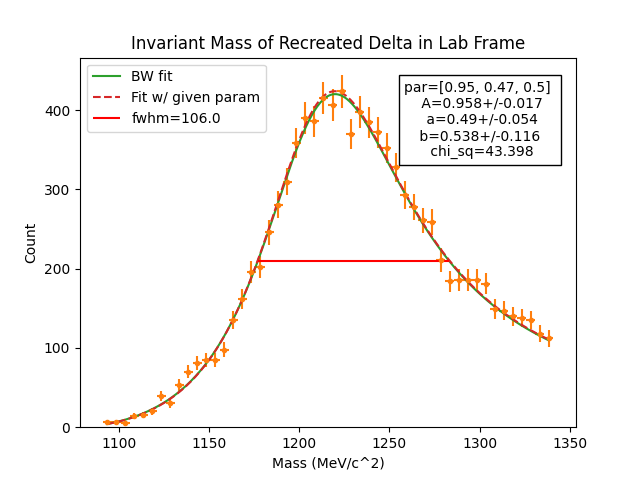 Invariant Mass of Recreated Delta in Lab Frame
BW fit
Fit w/ given param
fwhm=106.0
par=[0.95, 0.47, 0.5]
A=0.958+/-0.017
a=0.49+/-0.054
b=0.538+/-0.116
chi_sq=43.398
Count
400
300
200
100
0
1100
1150
1200
1250
1300
1350
Mass (MeV/c^2)